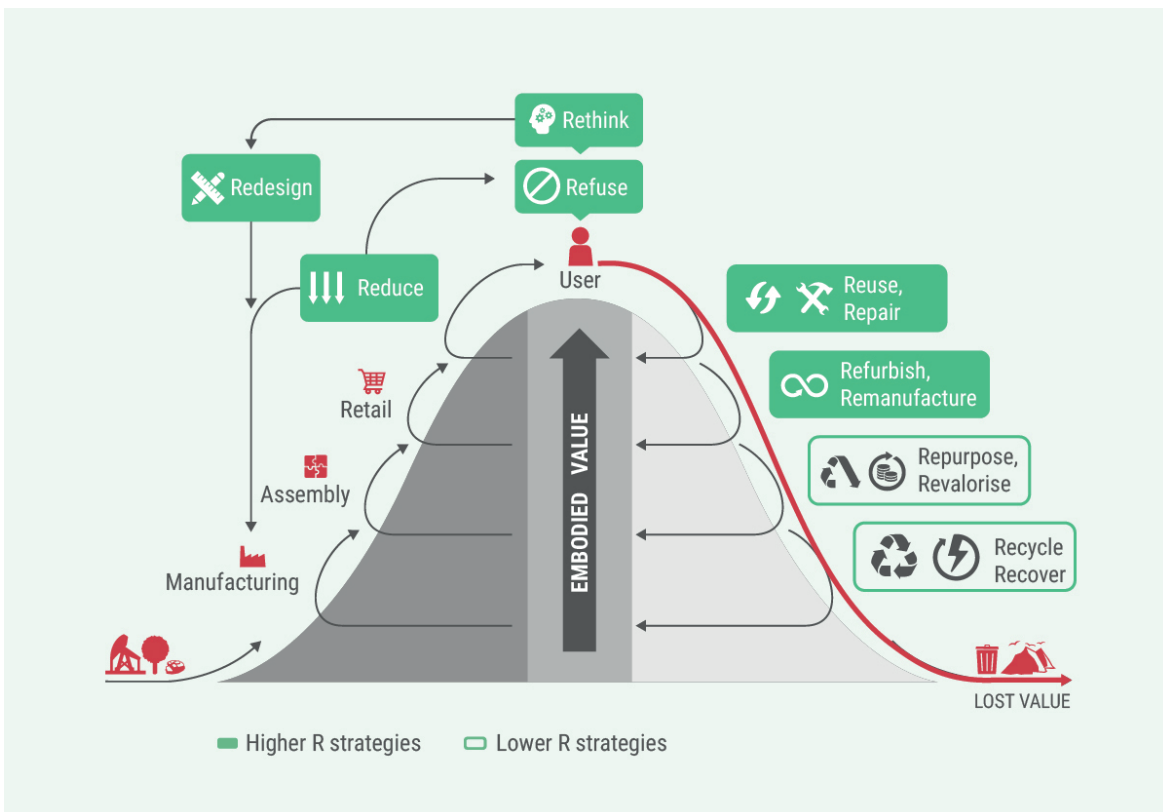 Rethink
Redesign
Refuse
Reduce
User
Reuse,
Repair
Refurbish,
Remanufacture
Retail
Assembly
Manufacturing
EMBODIED VALUE
Repurpose,
Revalorise
Recycle
Recover
LOST VALUE
Higher R strategies
Lower R strategies